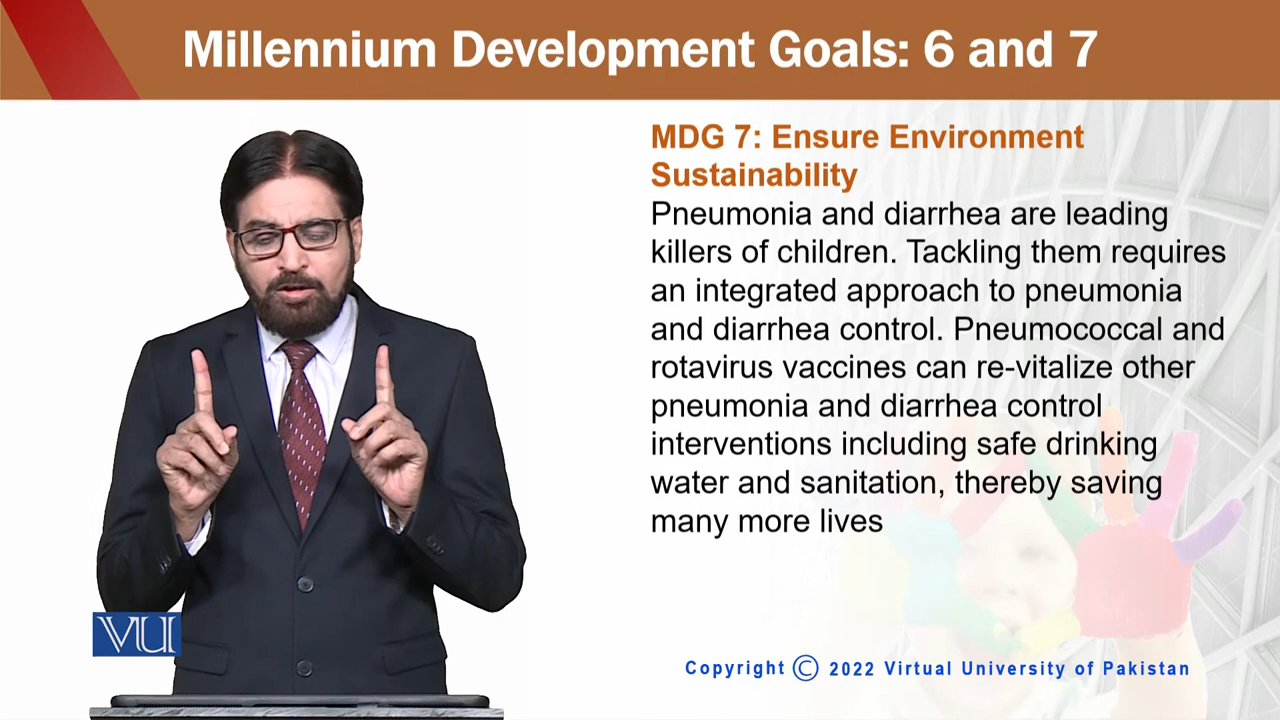 Millennium Development Goals: 6 and 7
MDG 7: Ensure Environment
Sustainability
Pneumonia and diarrhea are leading
killers of children. Tackling them requires
an integrated approach to pneumonia
and diarrhea control. Pneumococcal and
rotavirus vaccines can re-vitalize other
pneumonia and diarrhea control
interventions including safe drinking
water and sanitation, thereby saving
many more lives
VU
Copyright © 2022 Virtual University of Pakistan